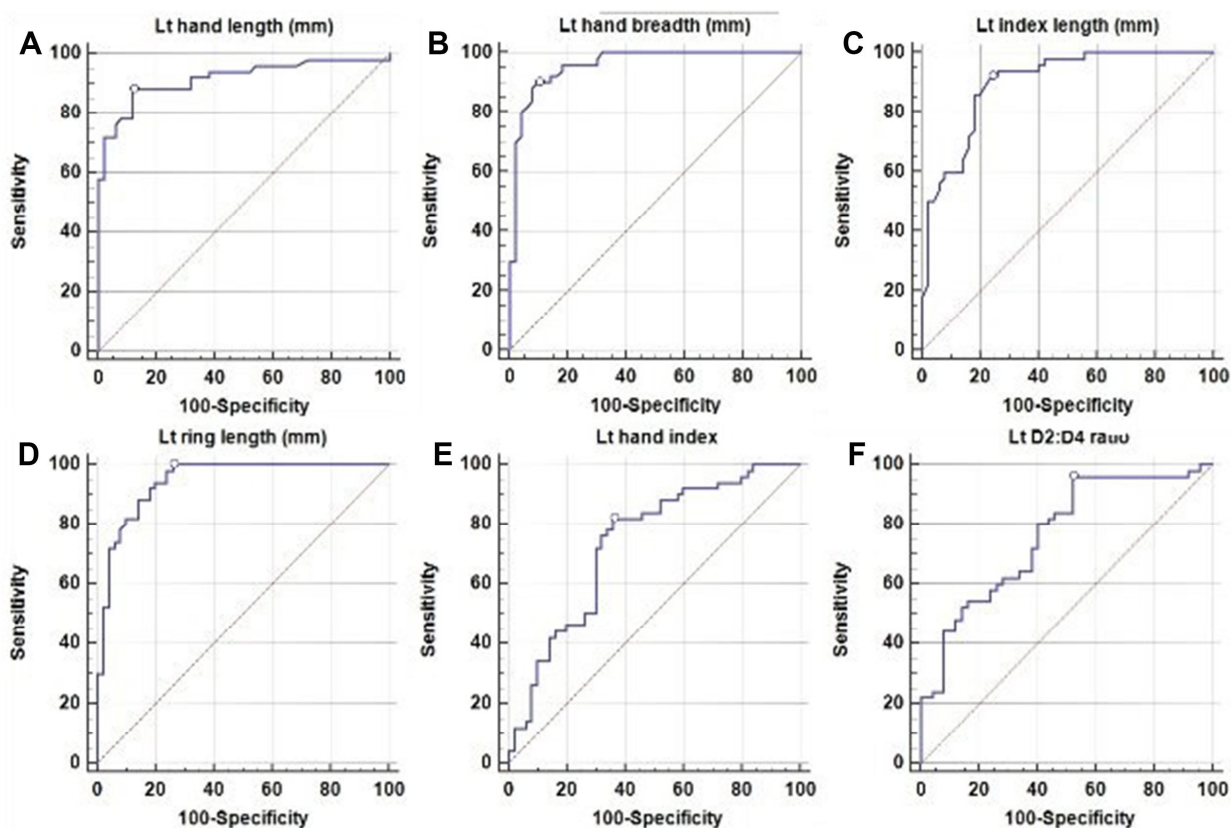 A
Lt hand length (mm)
100
80
60
40
20
0
Sensitivity
0 20 40 60 80 100
100-Specificity
B
Lt hand breadth (mm)
100
80
60
40
20
0
Sensitivity
0 20 40 60 80 100
100-Specificity
C
Lt index length (mm)
100
80
60
40
20
0
Sensitivity
0 20 40 60 80 100
100-Specificity
D
Lt ring length (mm)
100
80
60
40
20
0
Sensitivity
0 20 40 60 80 100
100-Specificity
E
Lt hand index
100
80
60
40
20
0
Sensitivity
0 20 40 60 80 100
100-Specificity
F
Lt D2:D4 ratio
100
80
60
40
20
0
Sensitivity
0 20 40 60 80 100
100-Specificity